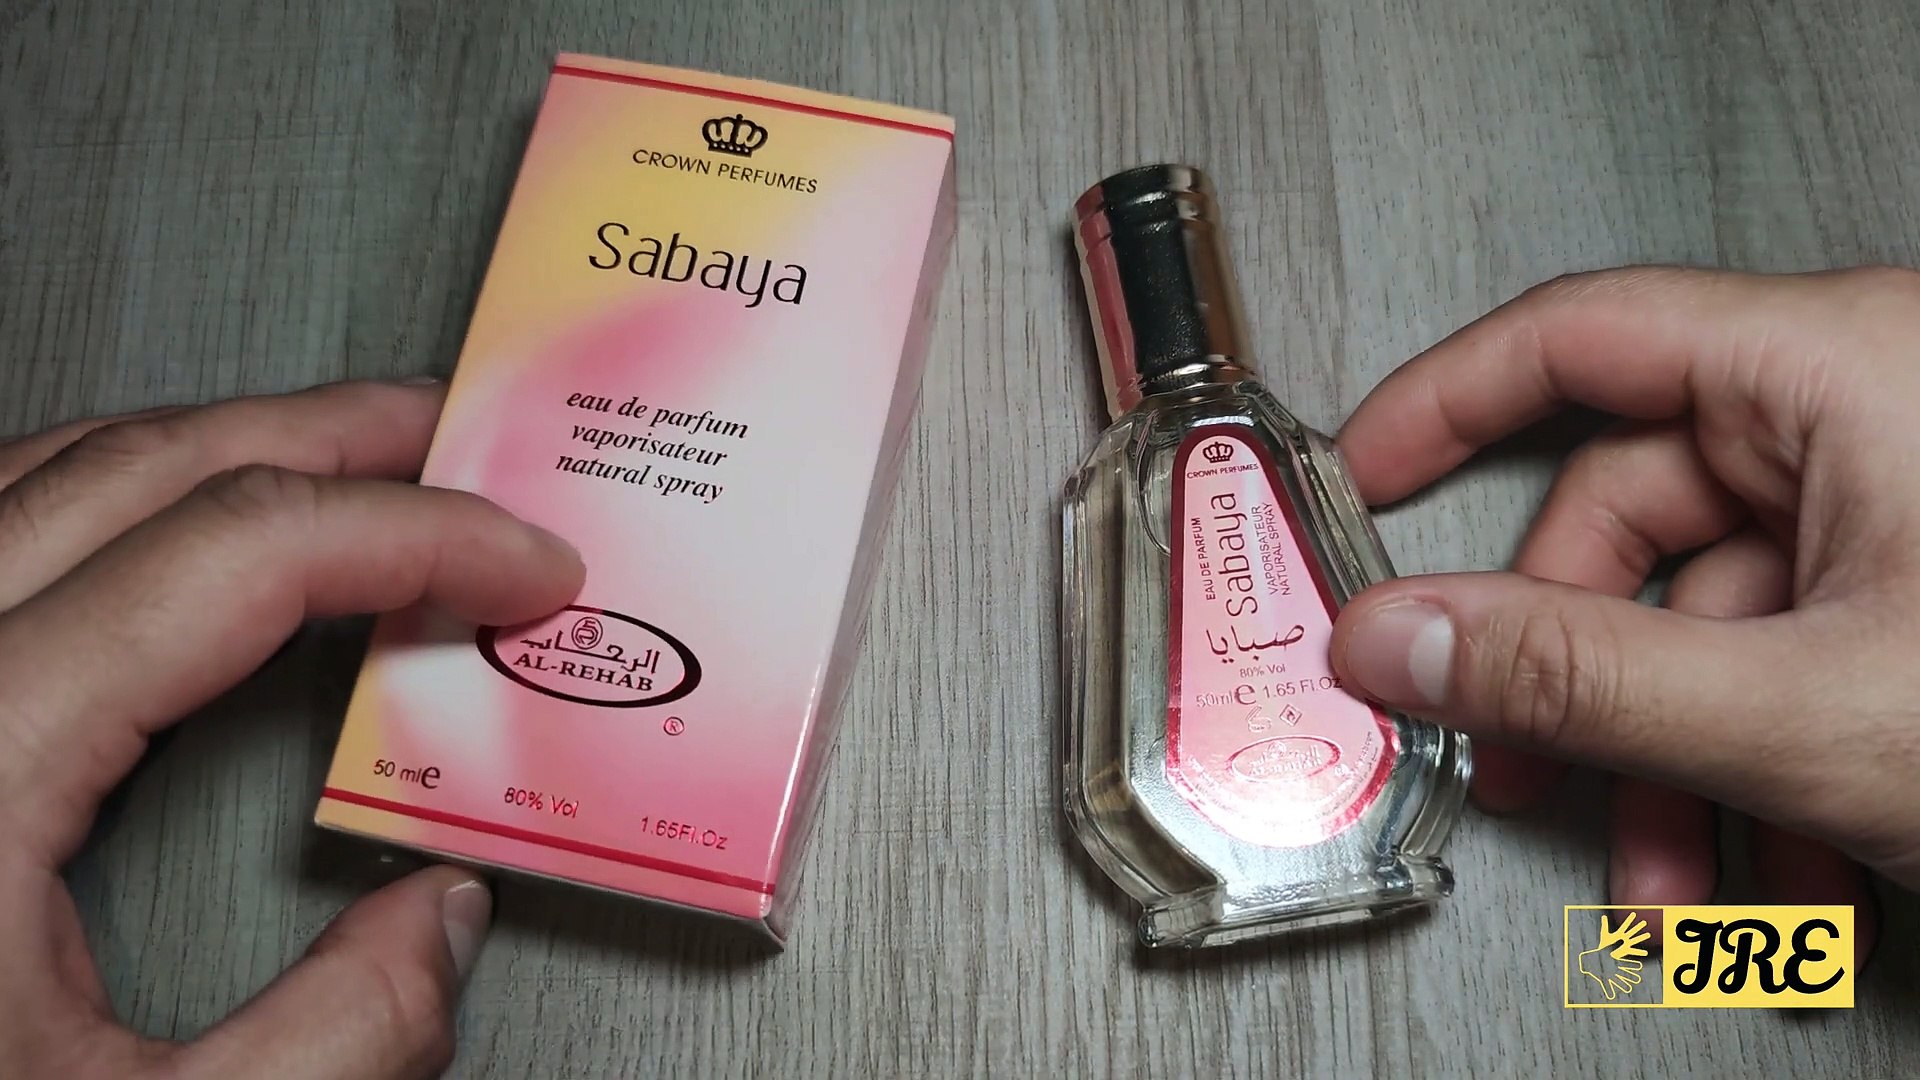 CROWN PERFUMES
Sabaya
eau de parfum
vaporisateur
natural spray
الرحاب
AL-REHAB
®
50 ml e
80% Vol
1.65Fl.Oz
CROWN PERFUMES
EAU DE PARFUM
Sabaya
VAPORISATEUR
NATURAL SPRAY
صبايا
80% Vol
50ml e 1.65 Fl.Oz
JRE